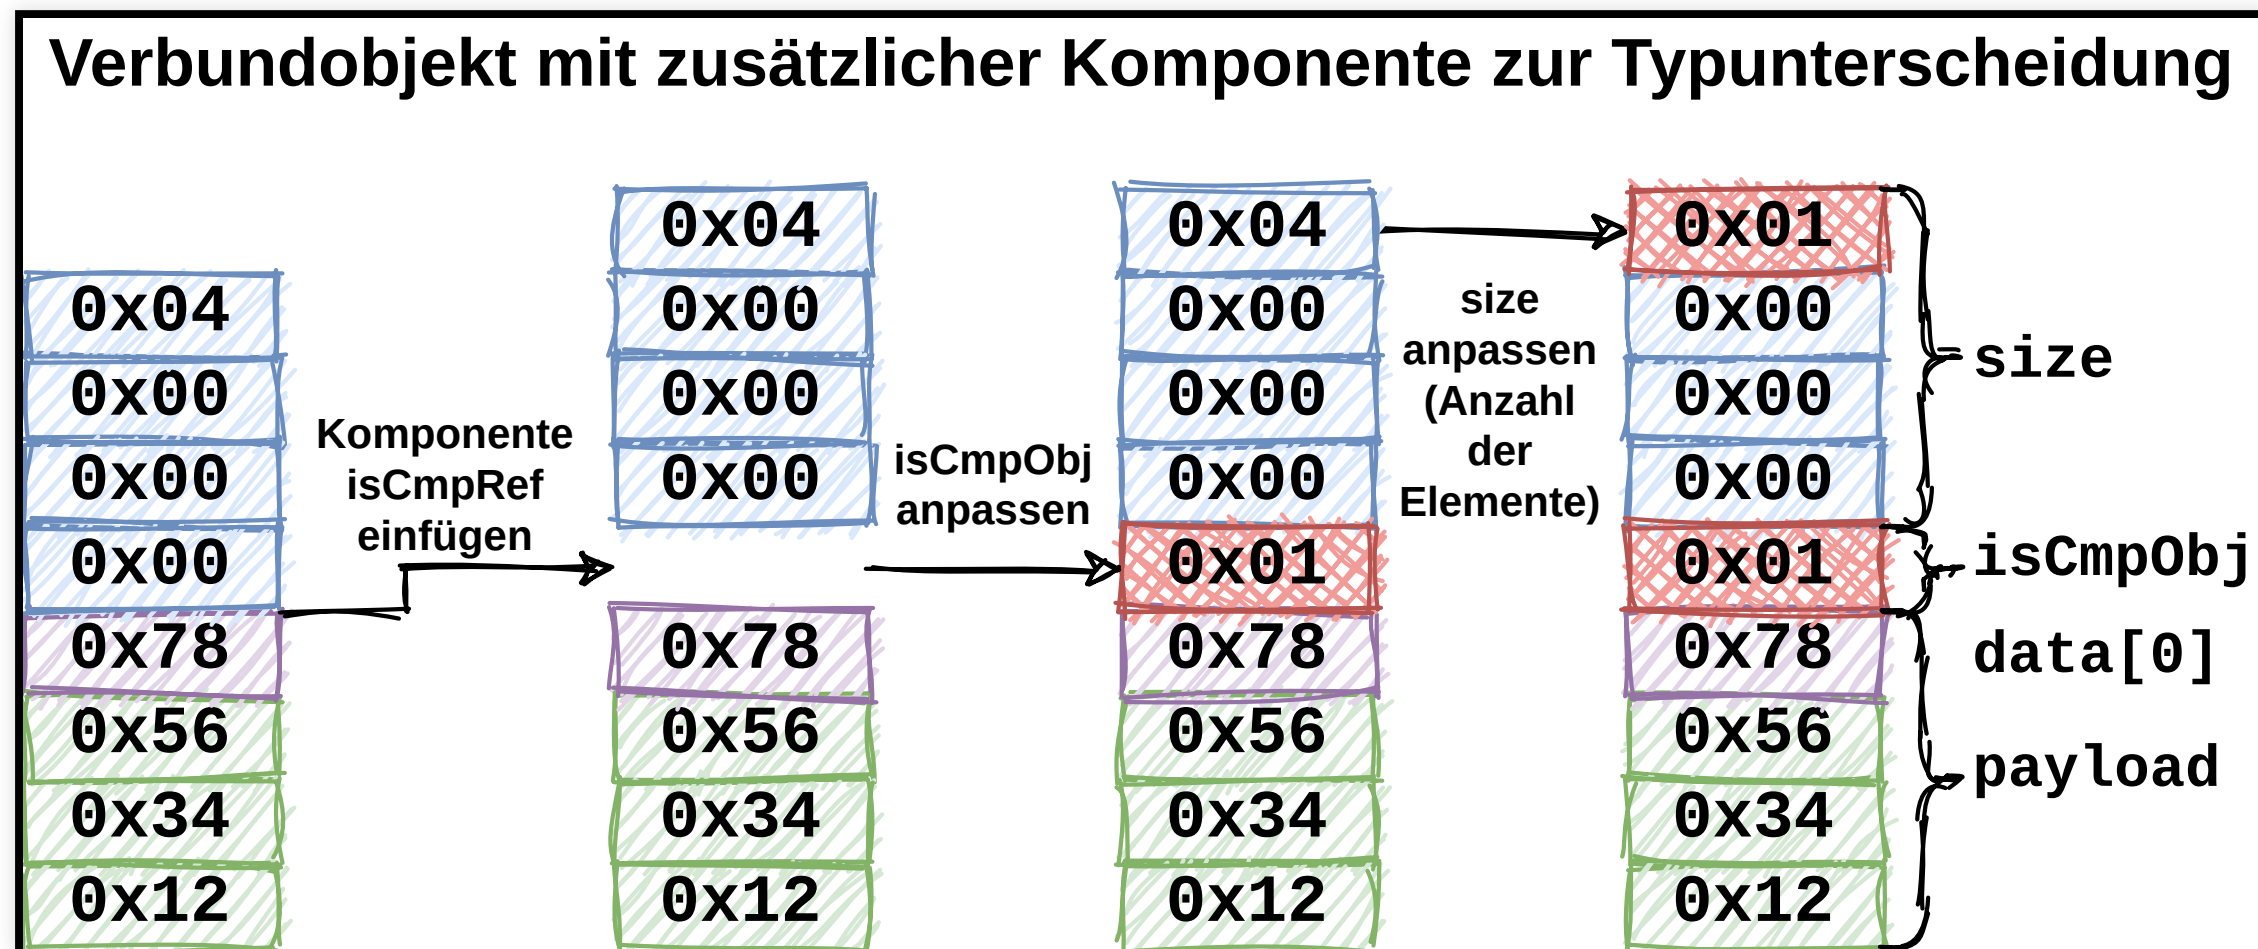 Verbundobjekt mit zusätzlicher Komponente zur Typunterscheidung
0x04
0x00
0x00
0x00
0x78
0x56
0x34
0x12
Komponente
isCmpRef
einfügen
0x04
0x00
0x00
0x00
0x78
0x56
0x34
0x12
isCmpObj
anpassen
0x04
0x00
0x00
0x00
0x01
0x78
0x56
0x34
0x12
size
anpassen
(Anzahl
der
Elemente)
0x01
0x00
0x00
0x00
0x01
0x78
0x56
0x34
0x12
size
isCmpObj
data[0]
payload